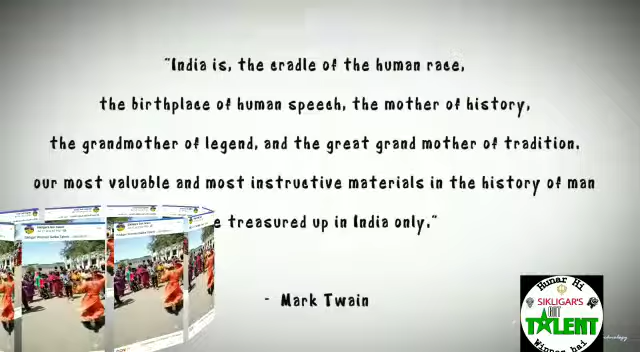 "India is, the cradle of the human race,
the birthplace of human speech, the mother of history,
the grandmother of legend, and the great grand mother of tradition.
our most valuable and most instructive materials in the history of man
e treasured up in India only."
- Mark Twain
Hunar Hi
SIKLIGAR'S
GOT
TALENT
Winner hai